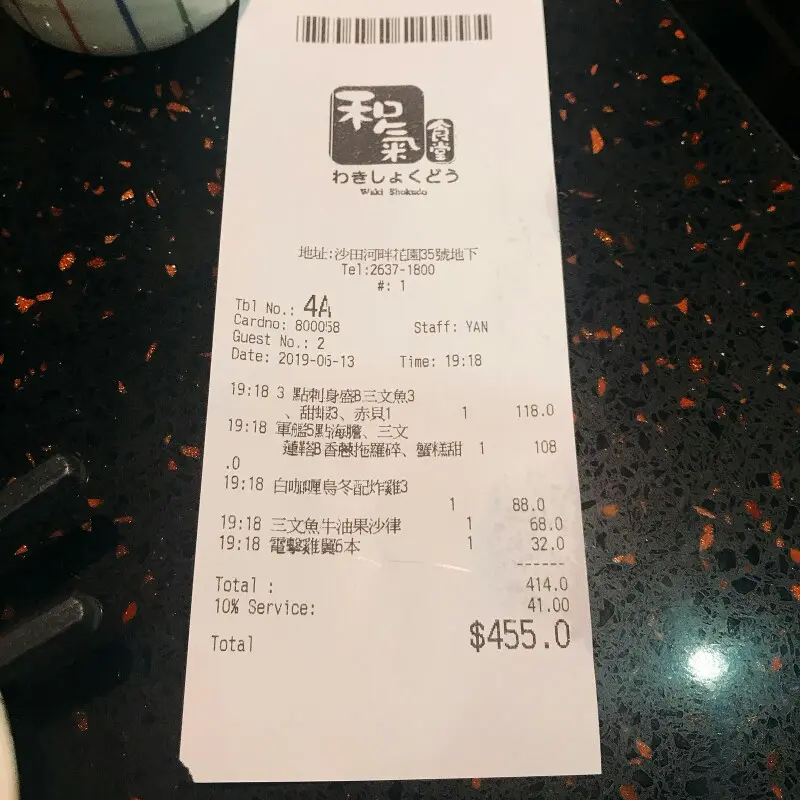 和氣
食堂
わきしょくどう
Waki Shokudo
地址:沙田河畔花園35號地下
Tel:2637-1800
#: 1
Tbl No.: 4A
Cardno: 800058 Staff: YAN
Guest No.: 2
Date: 2019-06-13 Time: 19:18
19:18 3 點刺身盛B三文魚3
、甜蝦3、赤貝1 1 118.0
19:18 軍艦5點海膽、三文
B香蔥拖羅碎、蟹糕甜 1 108
.0
19:18 白咖喱烏冬配炸雞3
1 88.0
19:18 三文魚牛油果沙律 1 68.0
19:18 電擊雞翼6本 1 32.0
------
Total : 414.0
10% Service: 41.00
Total $455.0